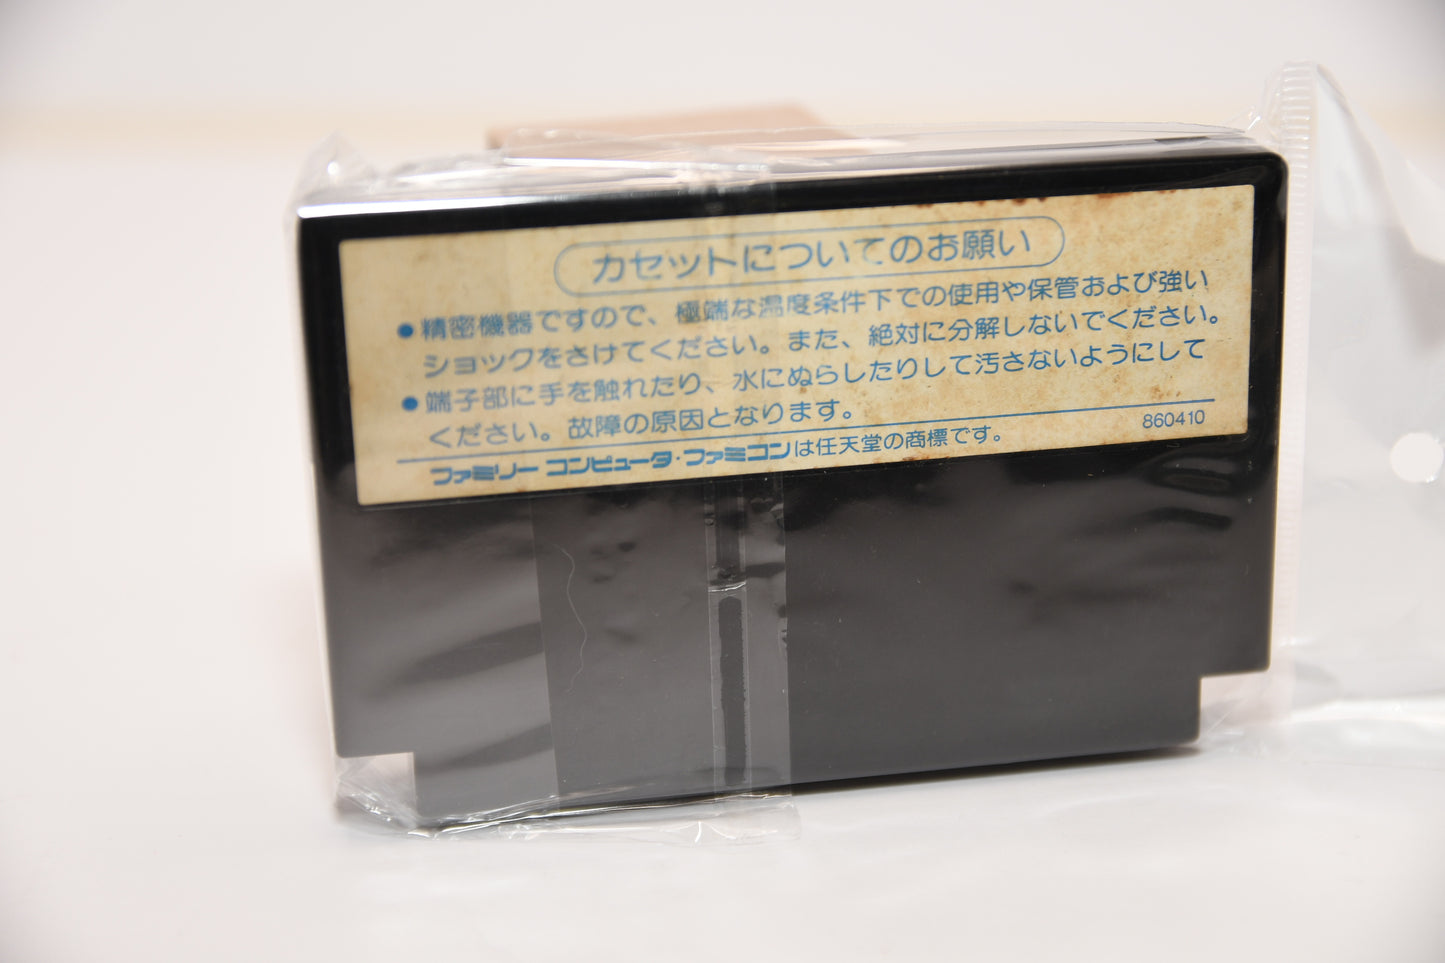 カセットについてのお願い
●精密機器ですので、極端な温度条件下での使用や保管および強い
ショックをさけてください。また、絶対に分解しないでください。
●端子部に手を触れたり、水にぬらしたりして汚さないようにして
ください。故障の原因となります。
860410
ファミリー コンピュータ・ファミコンは任天堂の商標です。